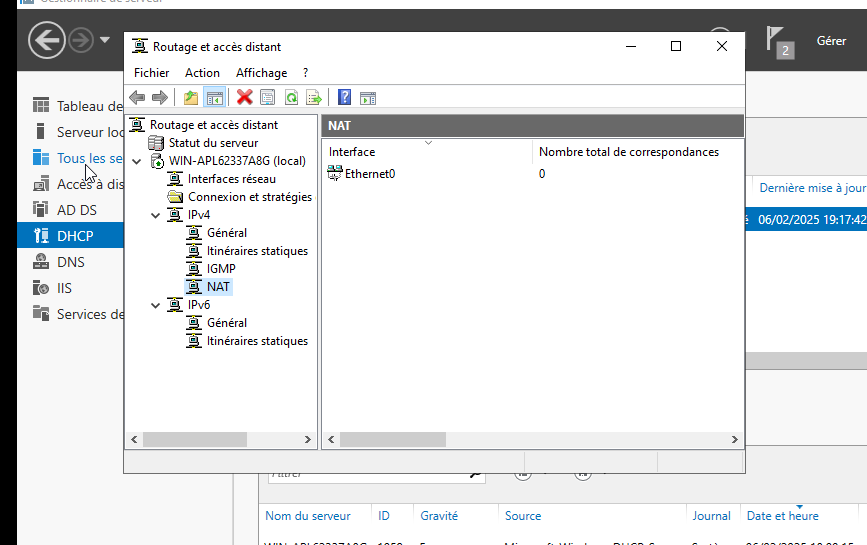 Gestionnaire de serveur
Routage et accès distant
2
Gérer
Fichier Action Affichage ?
Tableau de
Serveur loc
Tous les se
Accès à dis
AD DS
DHCP
DNS
IIS
Services de
Routage et accès distant
Statut du serveur
WIN-APL62337A8G (local)
Interfaces réseau
Connexion et stratégies
IPv4
Général
Itinéraires statiques
IGMP
NAT
IPv6
Général
Itinéraires statiques
NAT
Interface Nombre total de correspondances
Ethernet0 0
Dernière mise à jour
06/02/2025 19:17:42
Filtrer
Nom du serveur ID Gravité Source Journal Date et heure